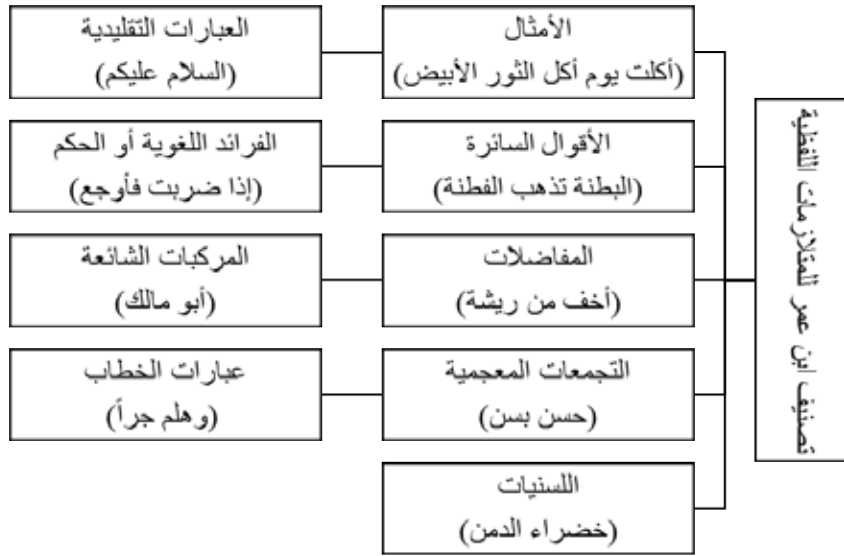 تصنيف ابن عمر للمتلازمات اللفظية
الأمثال
(أكلت يوم أكل الثور الأبيض)
العبارات التقليدية
(السلام عليكم)
الأقوال السائرة
(البطنة تذهب الفطنة)
الفرائد اللغوية أو الحكم
(إذا ضربت فأوجع)
المفاضلات
(أخف من ريشة)
المركبات الشائعة
(أبو مالك)
التجمعات المعجمية
(حسن بسن)
عبارات الخطاب
(وهلم جراً)
اللسنيات
(خضراء الدمن)